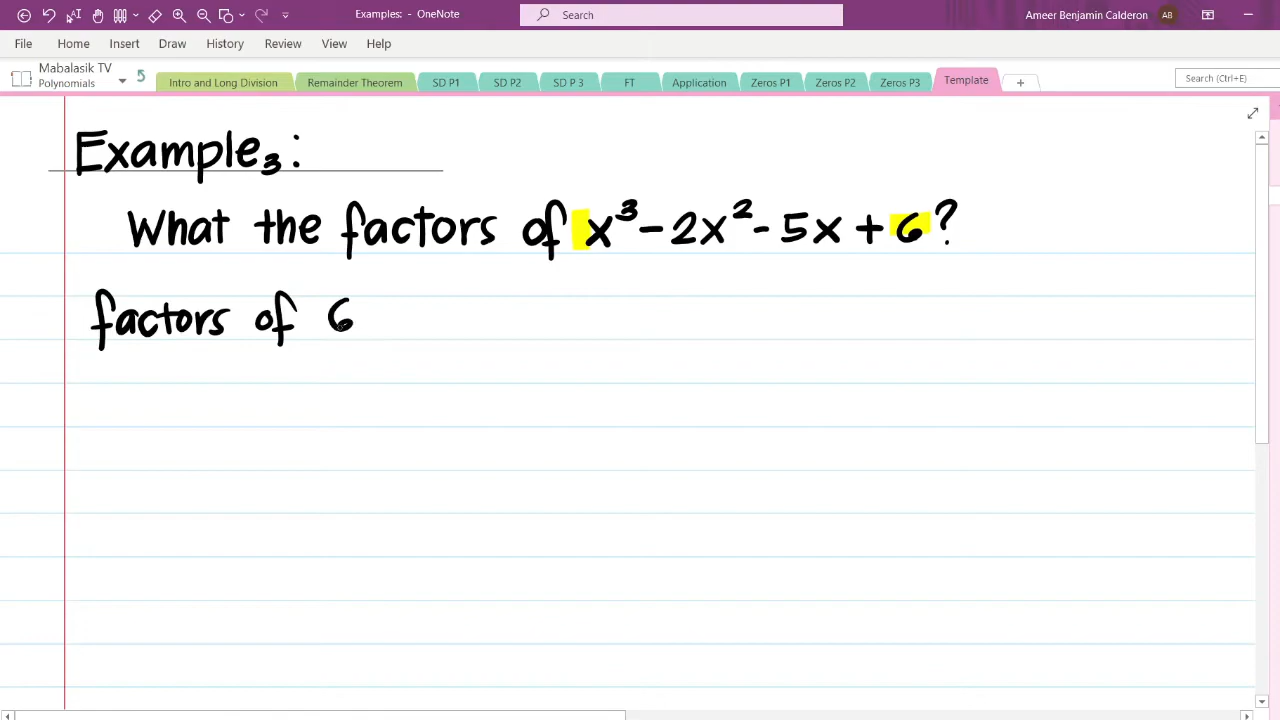 Examples: - OneNote
Search
Ameer Benjamin Calderon AB
File Home Insert Draw History Review View Help
Mabalasik TV
Polynomials
Intro and Long Division Remainder Theorem SD P1 SD P2 SD P 3 FT Application Zeros P1 Zeros P2 Zeros P3 Template +
Search (Ctrl+E)
Example₃:
What the factors of x³-2x²-5x+6?
factors of 6